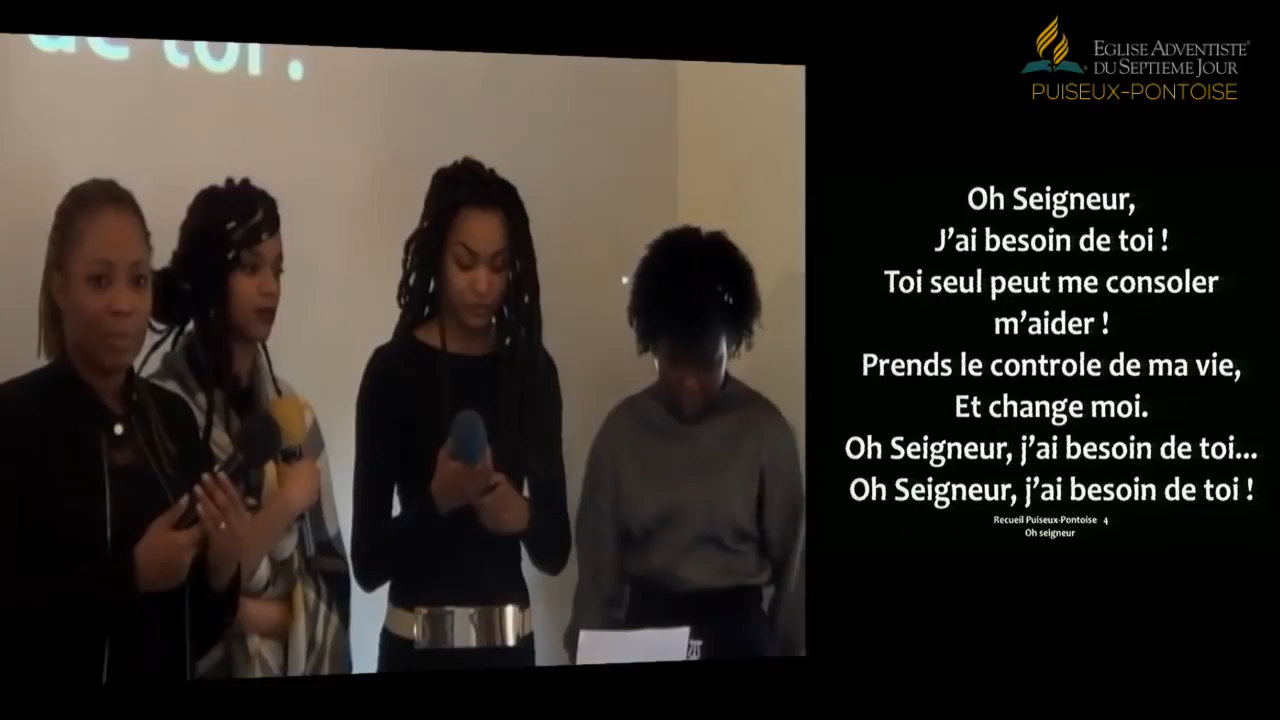 de toi !
EGLISE ADVENTISTE®
DU SEPTIEME JOUR
PUISEUX-PONTOISE
Oh Seigneur,
J'ai besoin de toi !
Toi seul peut me consoler
m'aider !
Prends le controle de ma vie,
Et change moi.
Oh Seigneur, j'ai besoin de toi...
Oh Seigneur, j'ai besoin de toi !
Recueil Puiseux-Pontoise 4
Oh seigneur